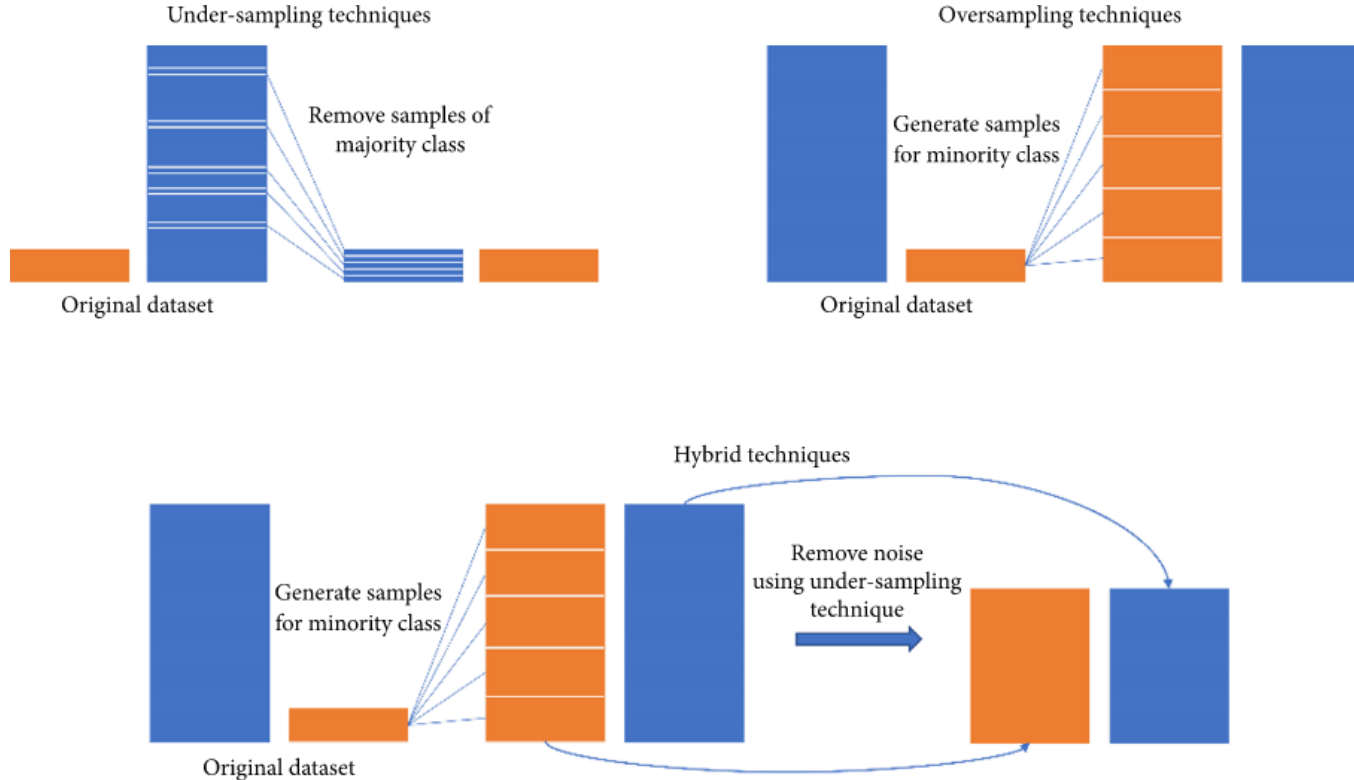 Under-sampling techniques
Remove samples of
majority class
Original dataset
Oversampling techniques
Generate samples
for minority class
Original dataset
Hybrid techniques
Generate samples
for minority class
Remove noise
using under-sampling
technique
Original dataset